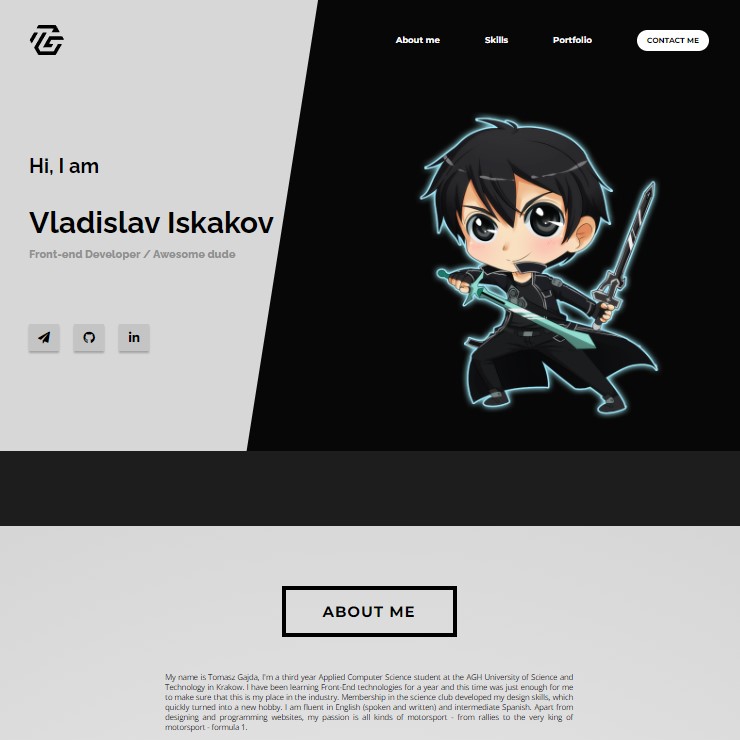 About me Skills Portfolio CONTACT ME
Hi, I am
Vladislav Iskakov
Front-end Developer / Awesome dude
in
ABOUT ME
My name is Tomasz Gajda, I'm a third year Applied Computer Science student at the AGH University of Science and
Technology in Krakow. I have been learning Front-End technologies for a year and this time was just enough for me
to make sure that this is my place in the industry. Membership in the science club developed my design skills, which
quickly turned into a new hobby. I am fluent in English (spoken and written) and intermediate Spanish. Apart from
designing and programming websites, my passion is all kinds of motorsport - from rallies to the very king of
motorsport - formula 1.